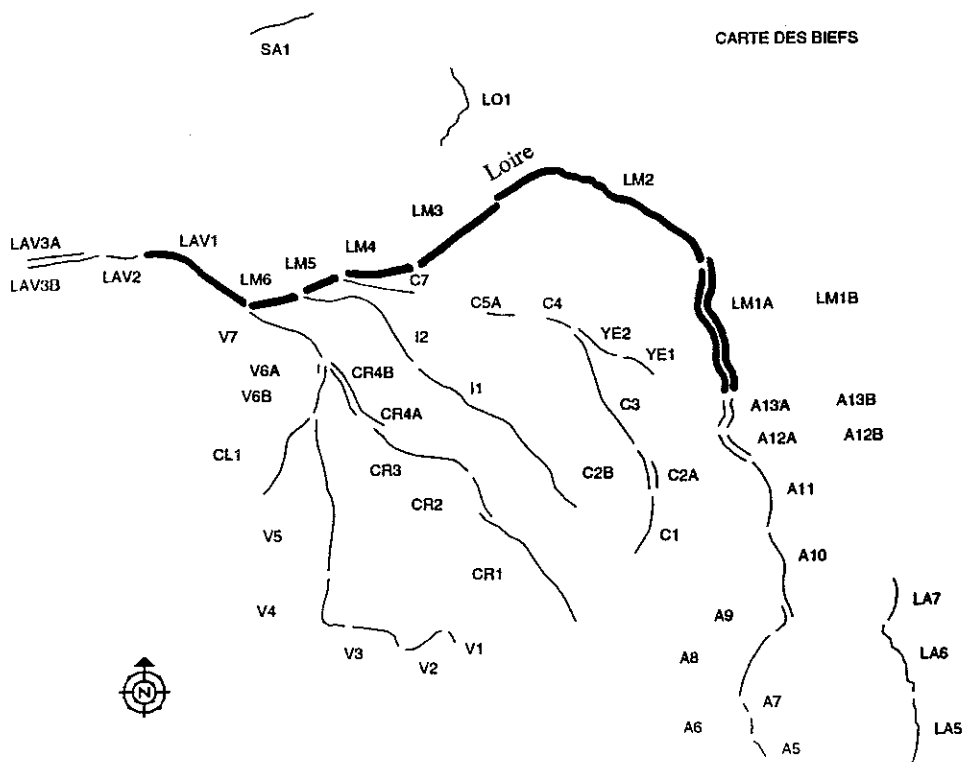 SA1
CARTE DES BIEFS
LO1
Loire
LM2
LM3
LAV3A
LAV1
LM4
LAV3B
LAV2
LM6
LM5
C7
LM1A
LM1B
C5A
C4
V7
I2
YE2
YE1
V6A
CR4B
V6B
I1
A13A
A13B
CR4A
C3
A12A
A12B
CL1
CR3
C2B
C2A
A11
CR2
V5
C1
A10
CR1
LA7
V4
A9
V3
V2
V1
A8
LA6
A7
A6
A5
LA5
N